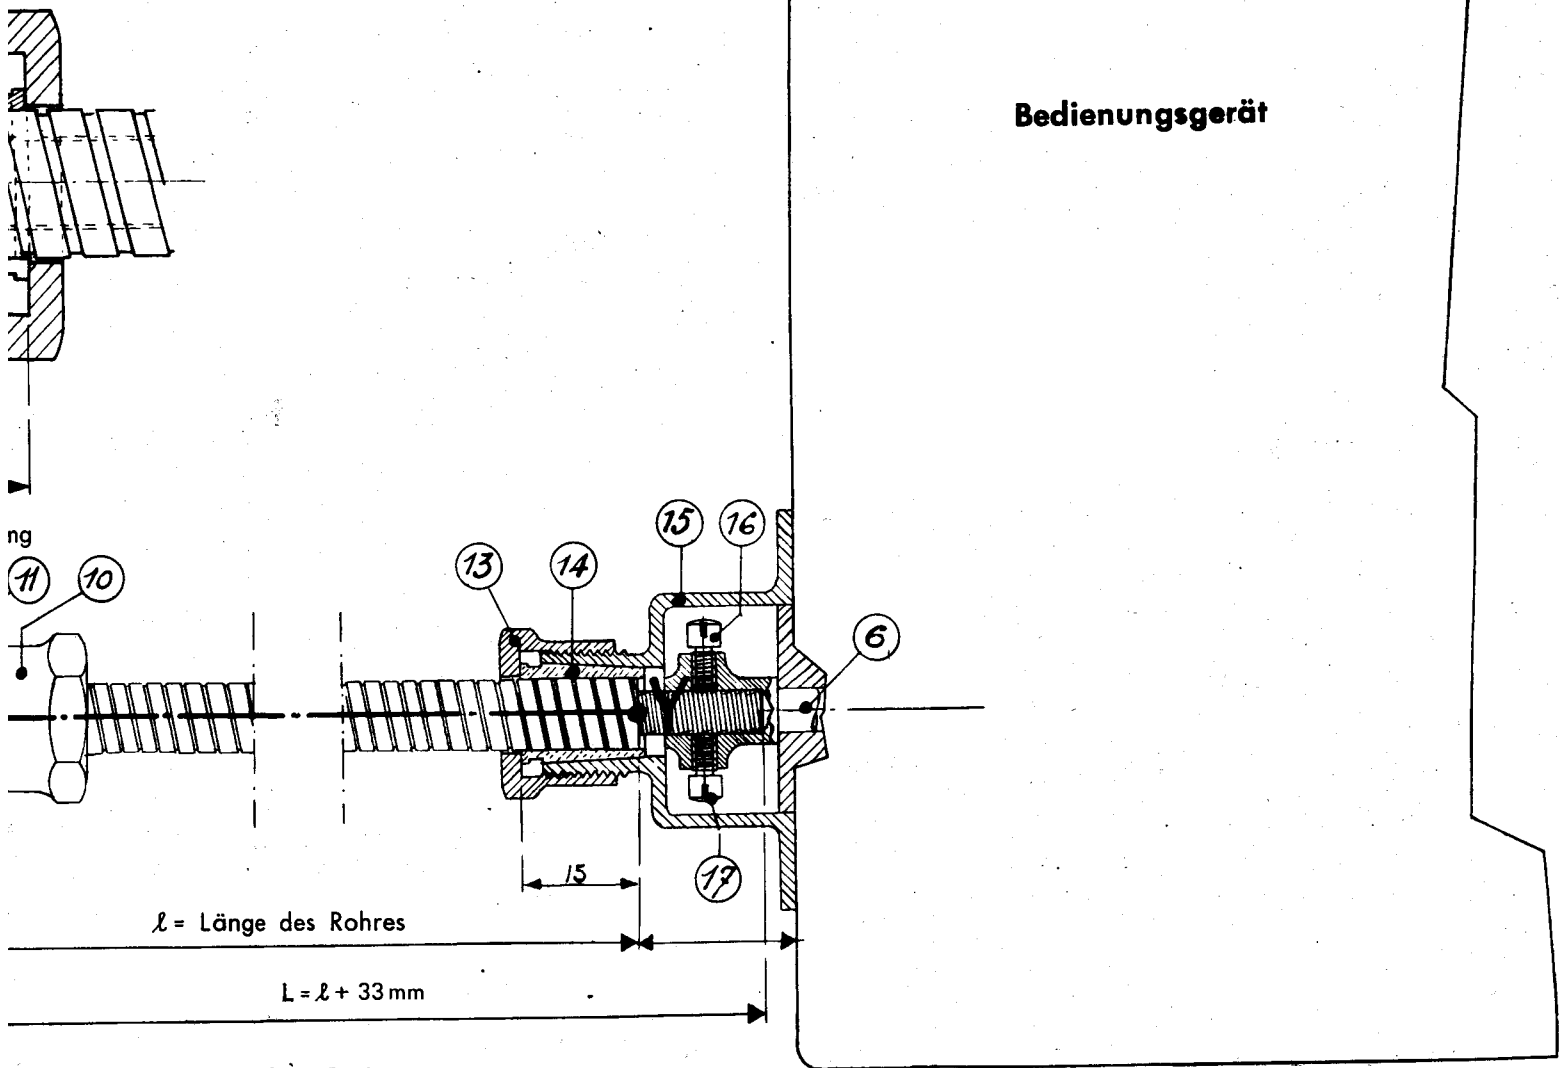 Bedienungsgerät
ng
11
10
13
14
15
16
6
17
15
ℓ = Länge des Rohres
L = ℓ + 33 mm